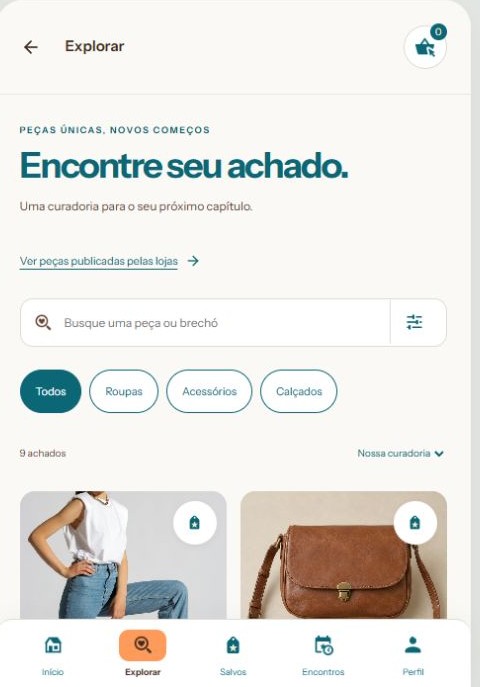 Explorar
0
PEÇAS ÚNICAS, NOVOS COMEÇOS
Encontre seu achado.
Uma curadoria para o seu próximo capítulo.
Ver peças publicadas pelas lojas
Busque uma peça ou brechó
Todos
Roupas
Acessórios
Calçados
9 achados
Nossa curadoria
Início
Explorar
Salvos
Encontros
Perfil